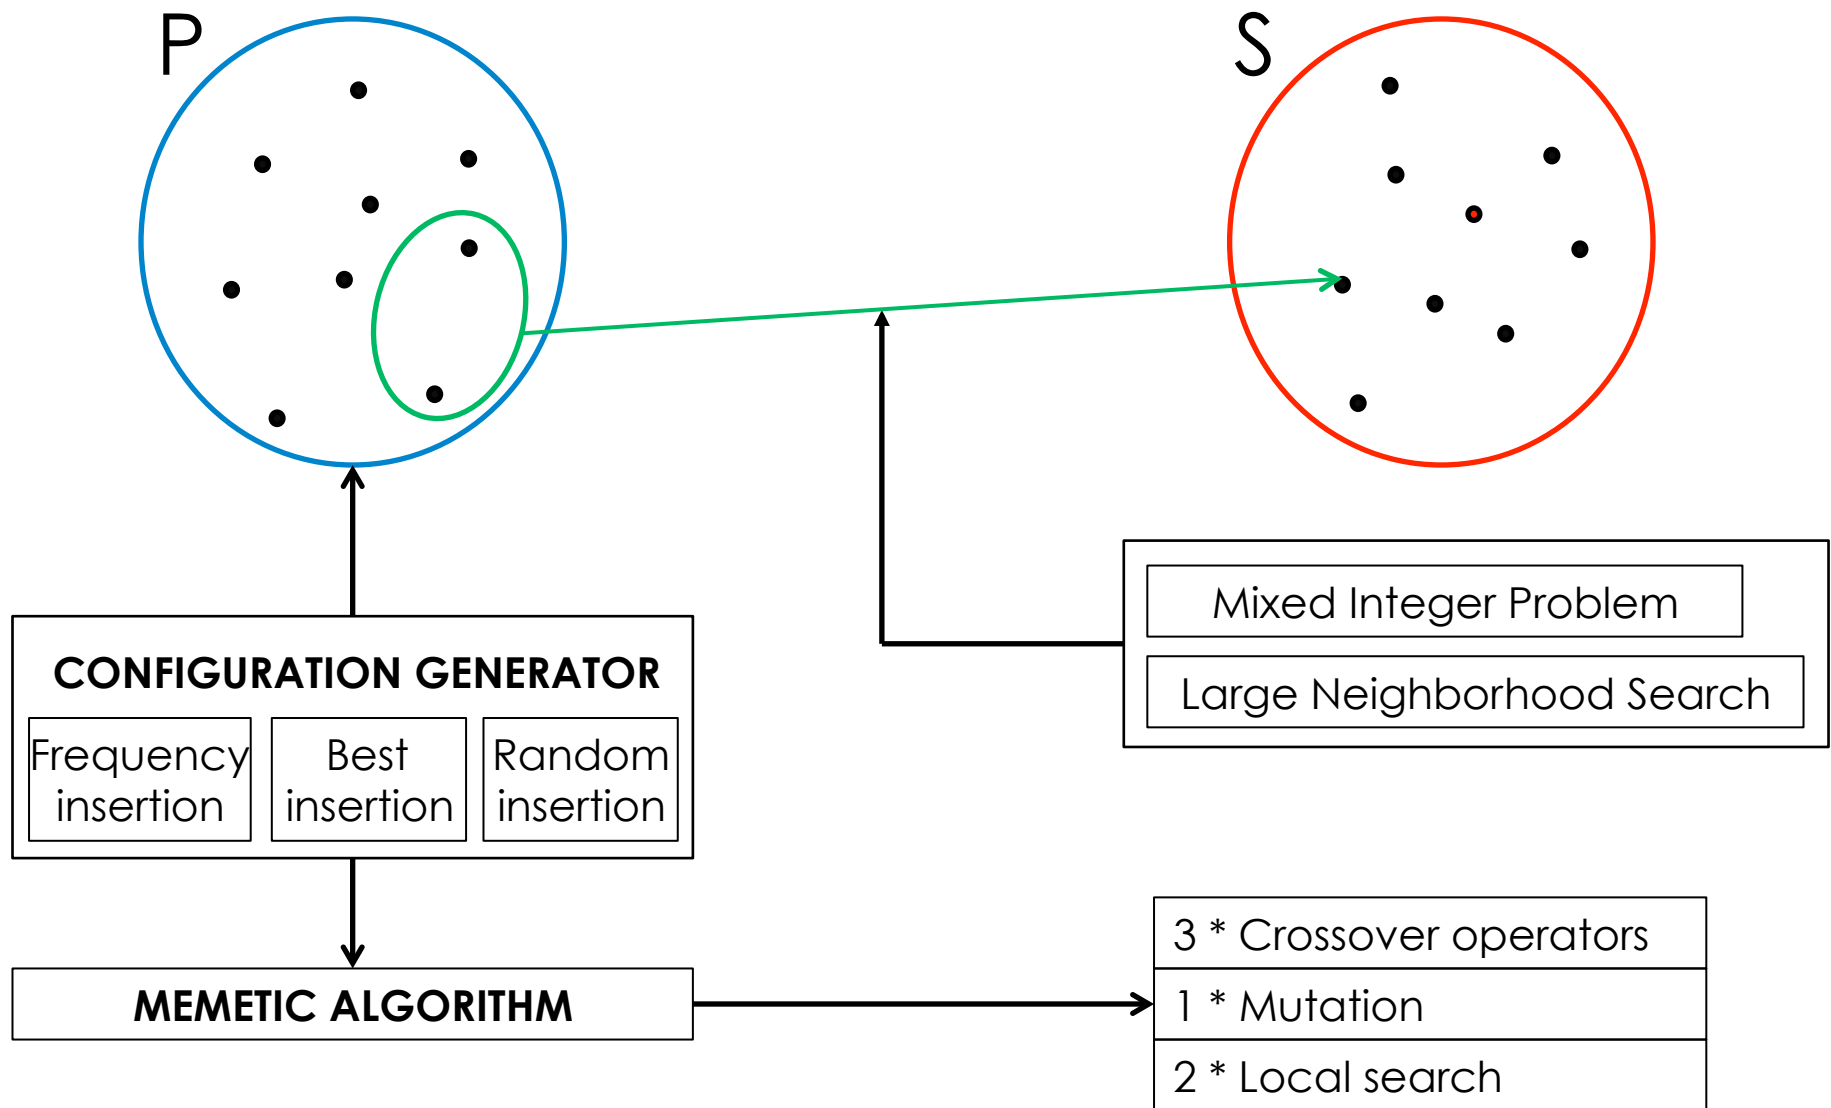 P
S
Mixed Integer Problem
Large Neighborhood Search
CONFIGURATION GENERATOR
Frequency
insertion
Best
insertion
Random
insertion
MEMETIC ALGORITHM
3 * Crossover operators
1 * Mutation
2 * Local search